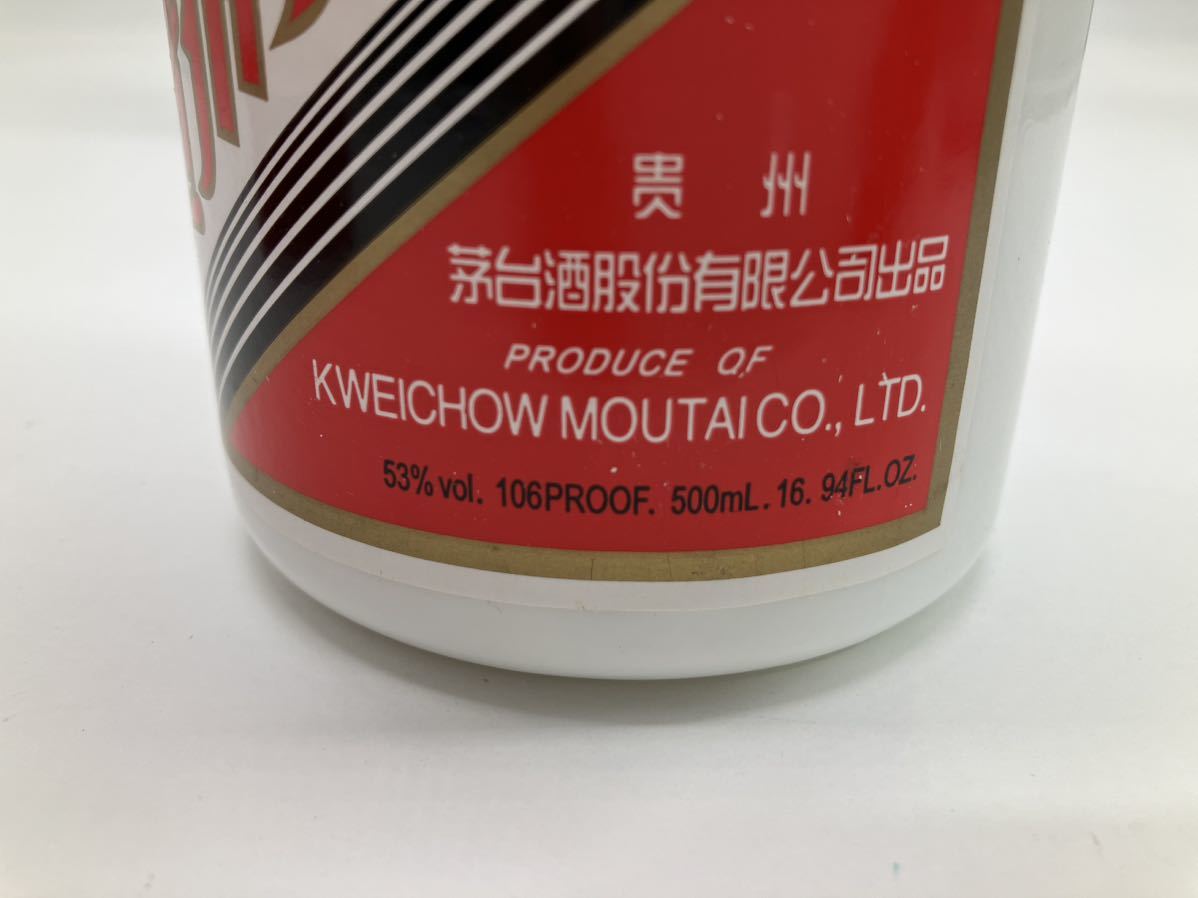 贵 州
茅台酒股份有限公司出品
PRODUCE OF
KWEICHOW MOUTAI CO., LTD.
53% vol. 106PROOF. 500mL. 16. 94FL.OZ.